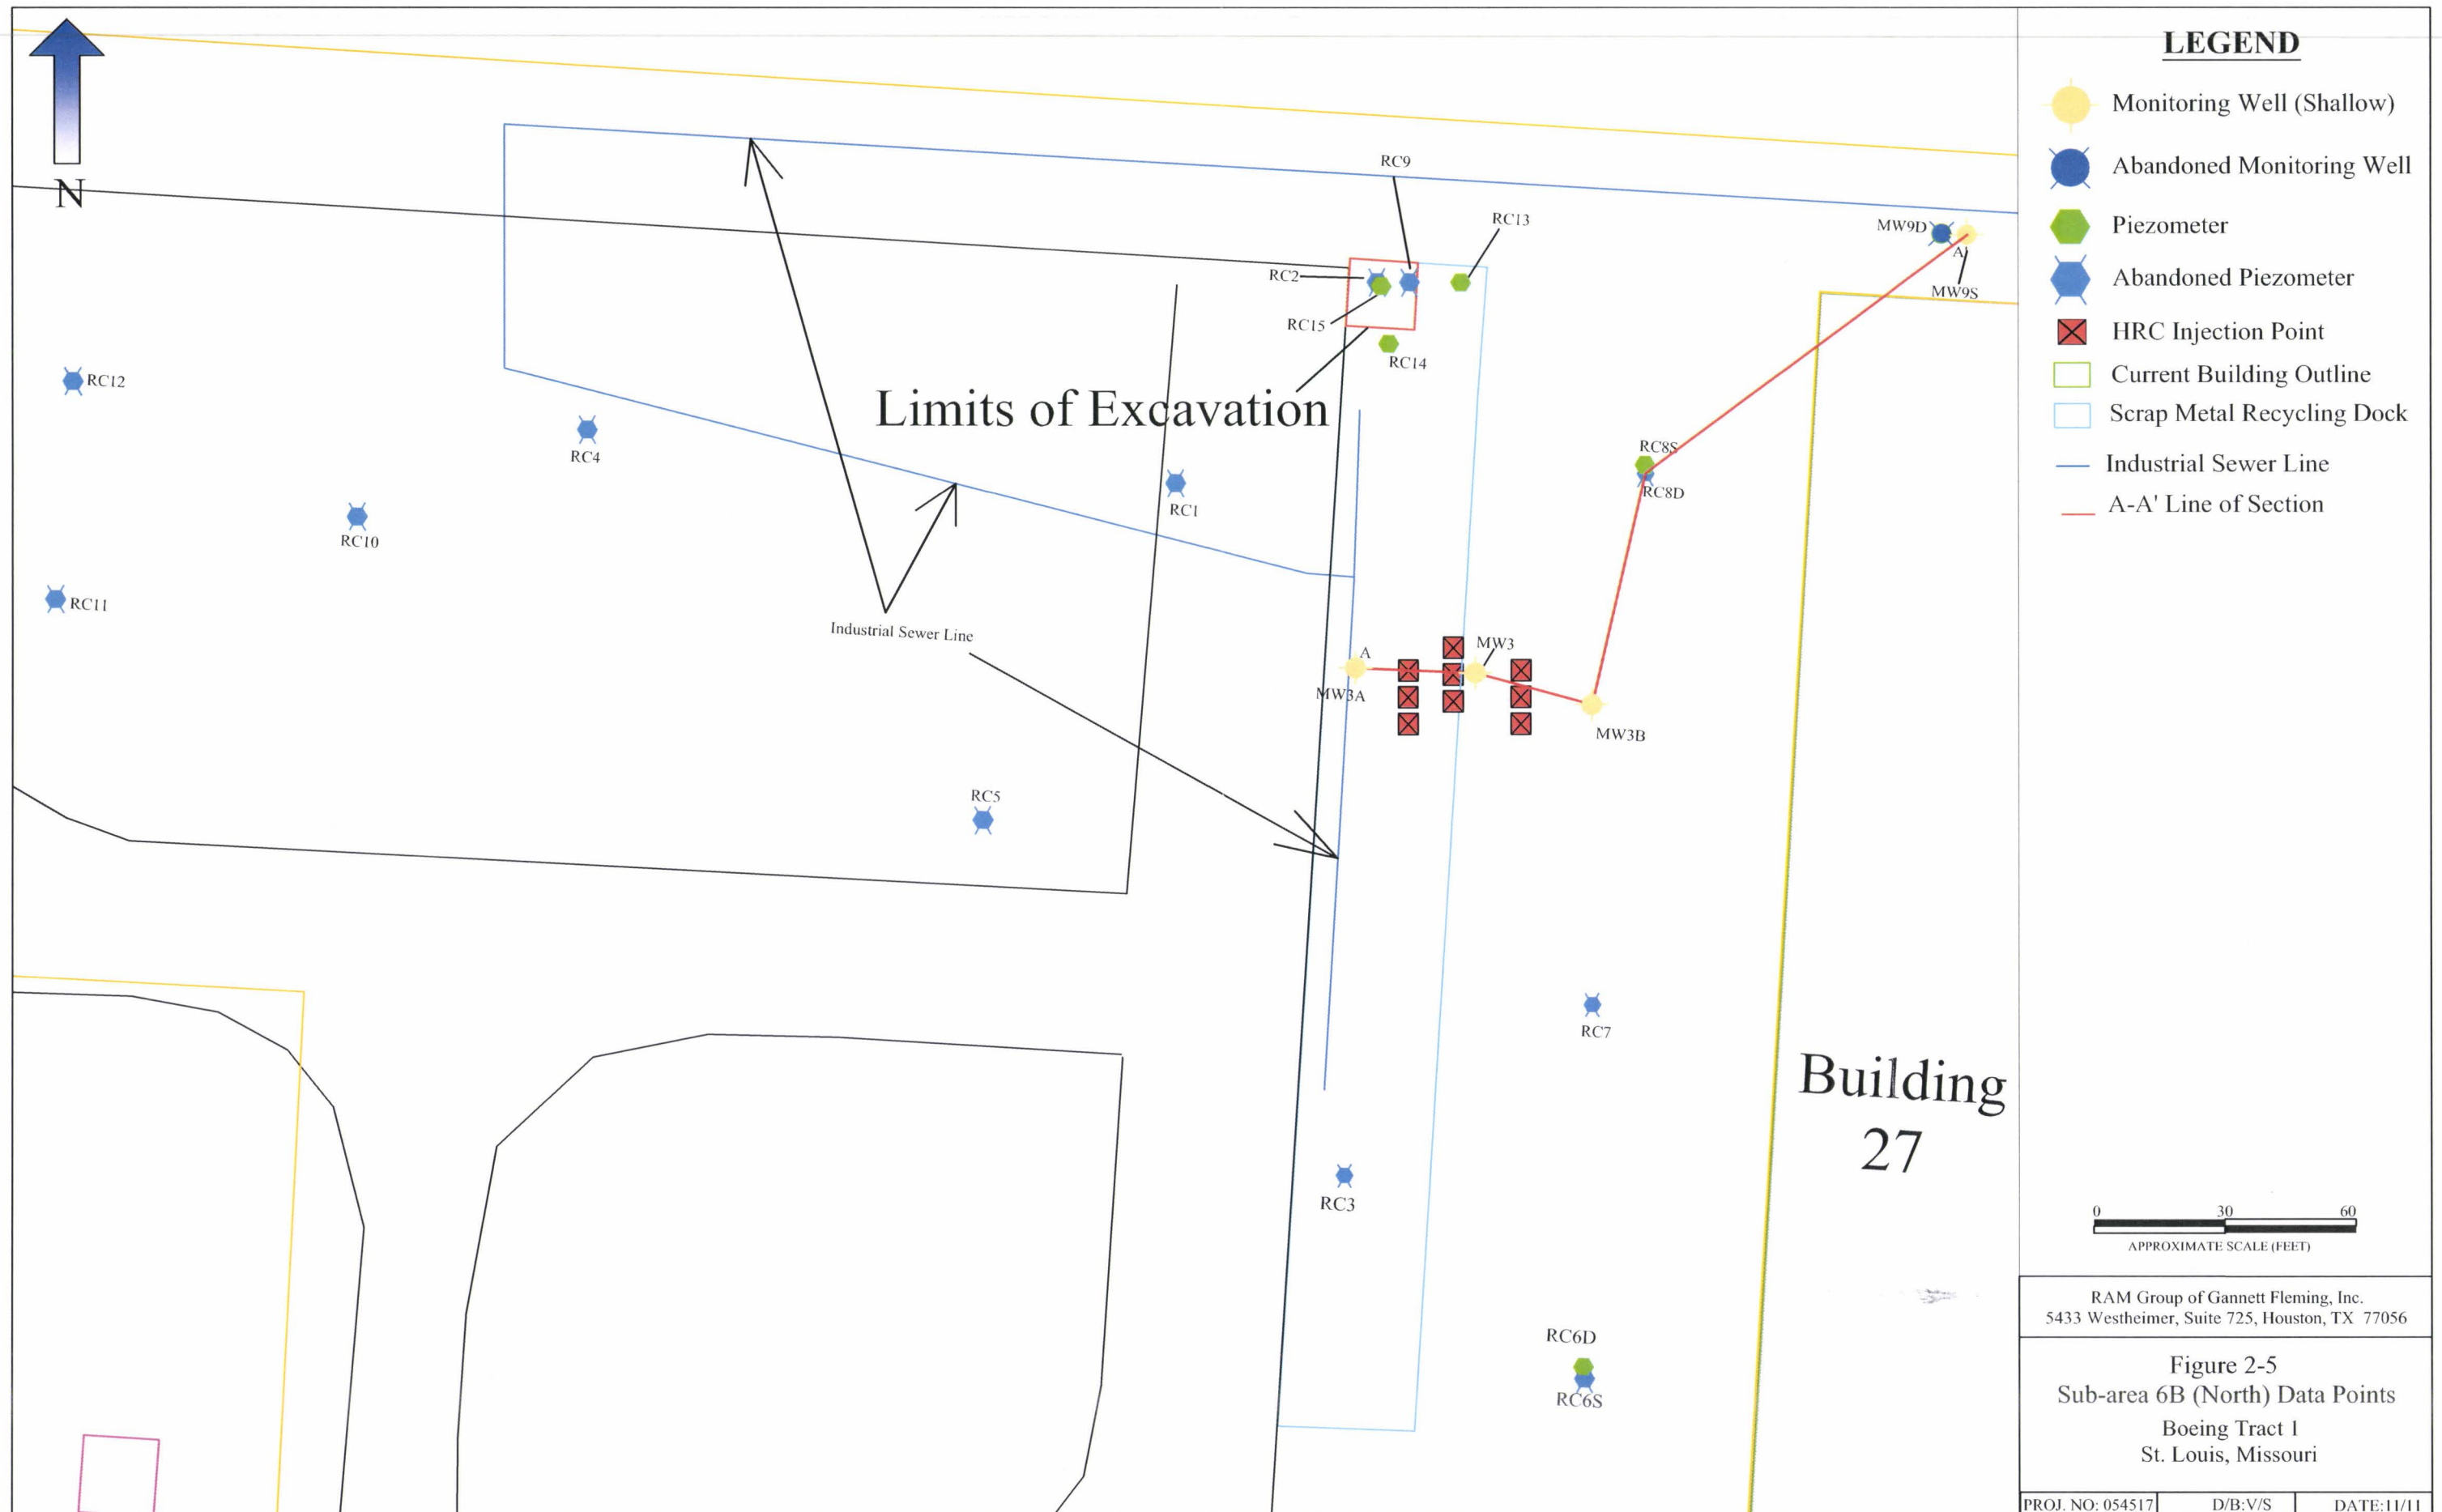 N
RC9
RC13
RC2
RC15
RC14
MW9D
A'
MW9S
RC12
Limits of Excavation
RC4
RC1
RC8S
RC8D
RC10
RC11
Industrial Sewer Line
A
MW3
MW3A
MW3B
RC5
RC7
Building
27
RC3
RC6D
RC6S
LEGEND
Monitoring Well (Shallow)
Abandoned Monitoring Well
Piezometer
Abandoned Piezometer
HRC Injection Point
Current Building Outline
Scrap Metal Recycling Dock
Industrial Sewer Line
A-A' Line of Section
0 30 60
APPROXIMATE SCALE (FEET)
RAM Group of Gannett Fleming, Inc.
5433 Westheimer, Suite 725, Houston, TX 77056
Figure 2-5
Sub-area 6B (North) Data Points
Boeing Tract 1
St. Louis, Missouri
PROJ. NO: 054517 D/B:V/S DATE:11/11